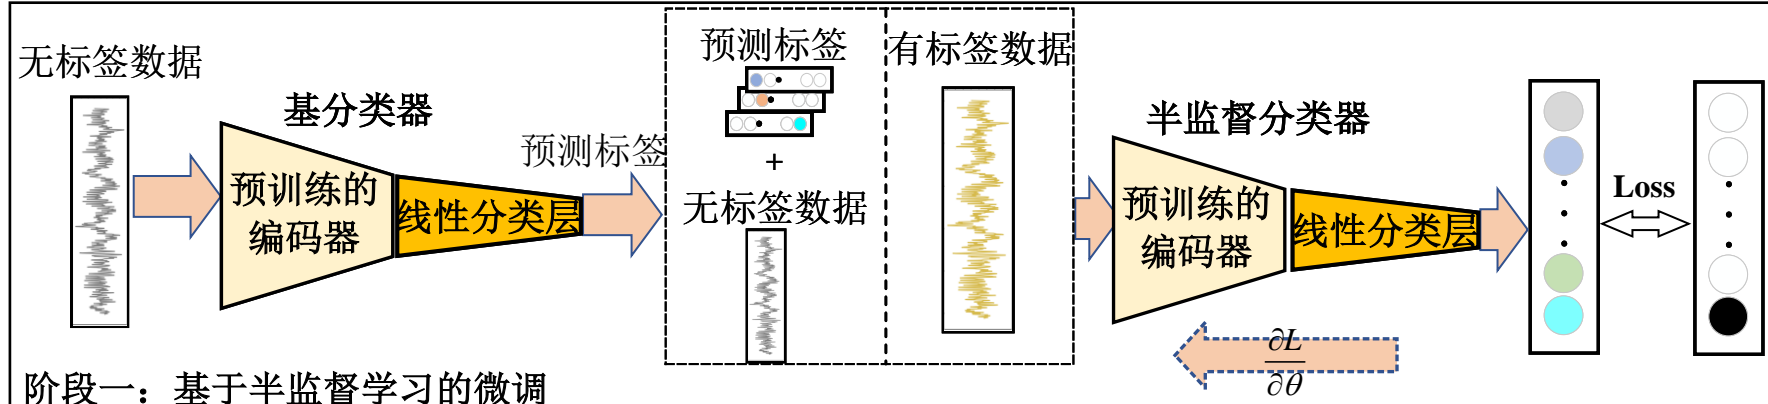 无标签数据
基分类器
预训练的
编码器
线性分类层
预测标签
预测标签
+
无标签数据
有标签数据
半监督分类器
预训练的
编码器
线性分类层
Loss
∂L
∂θ
阶段一：基于半监督学习的微调